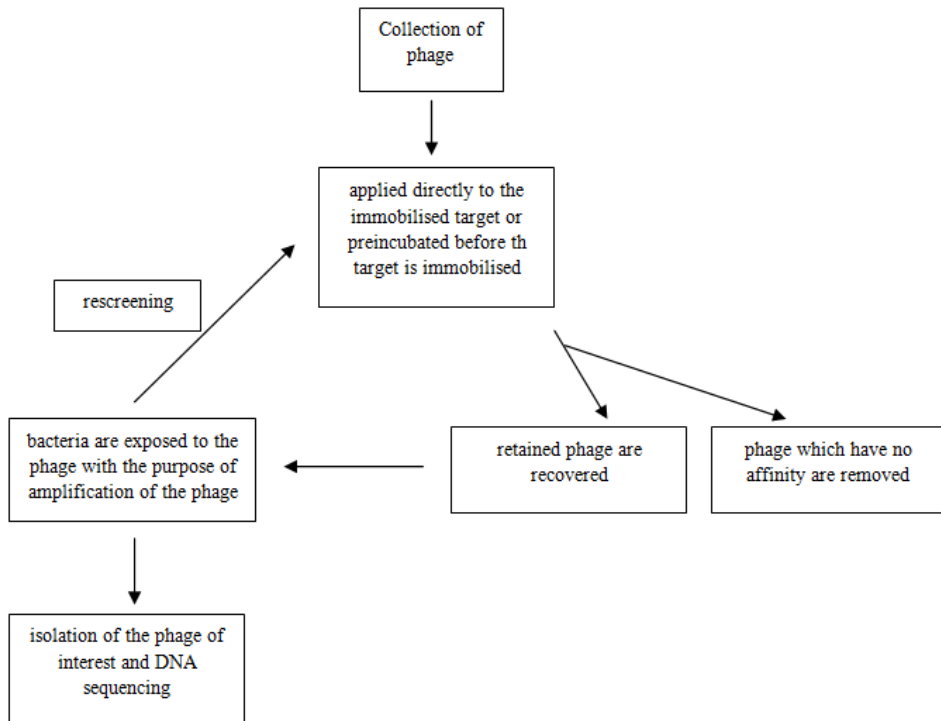 Collection of
phage
applied directly to the
immobilised target or
preincubated before th
target is immobilised
rescreening
bacteria are exposed to the
phage with the purpose of
amplification of the phage
retained phage are
recovered
phage which have no
affinity are removed
isolation of the phage of
interest and DNA
sequencing